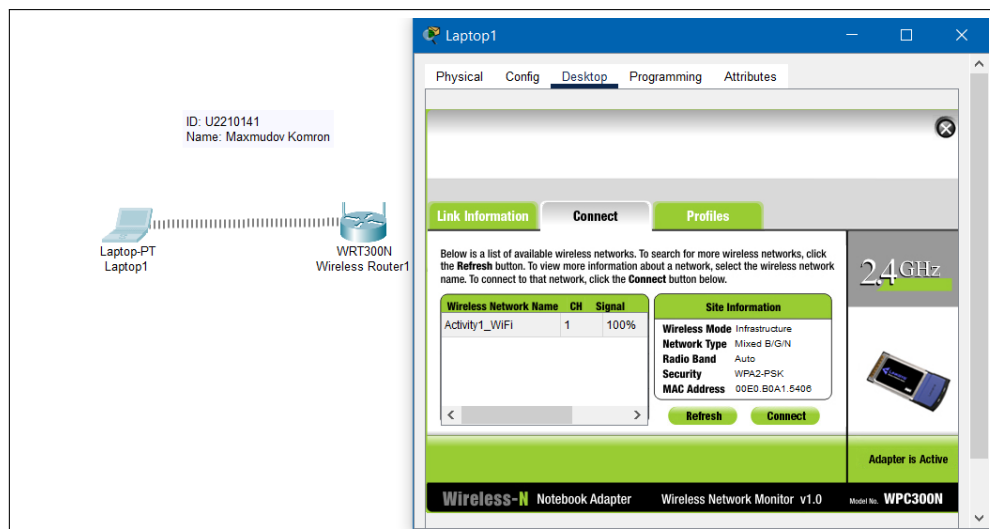 Laptop1
Physical Config Desktop Programming Attributes
ID: U2210141
Name: Maxmudov Komron
Laptop-PT
Laptop1
WRT300N
Wireless Router1
Link Information Connect Profiles
Below is a list of available wireless networks. To search for more wireless networks, click
the Refresh button. To view more information about a network, select the wireless network
name. To connect to that network, click the Connect button below.
2.4GHz
Wireless Network Name CH Signal
Activity1_WiFi 1 100%
Site Information
Wireless Mode Infrastructure
Network Type Mixed B/G/N
Radio Band Auto
Security WPA2-PSK
MAC Address 00E0.B0A1.5406
Refresh Connect
Adapter is Active
Wireless-N Notebook Adapter Wireless Network Monitor v1.0 Model No. WPC300N